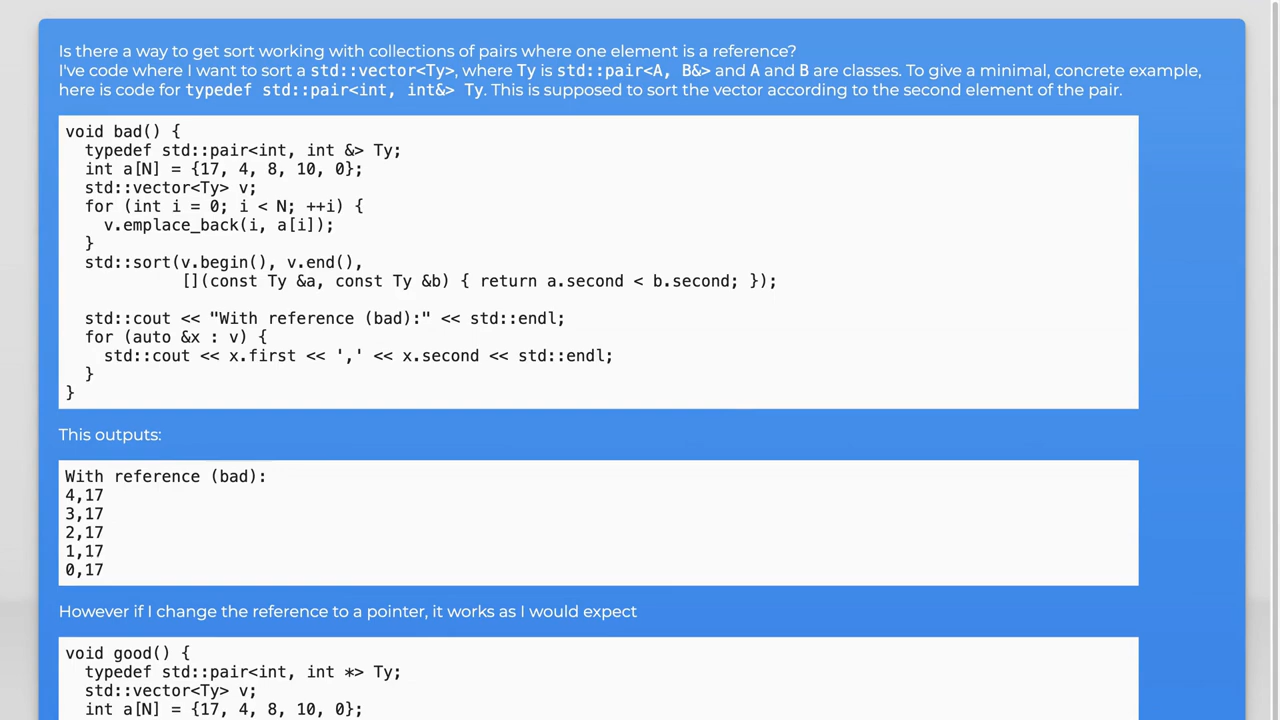 Is there a way to get sort working with collections of pairs where one element is a reference?
I've code where I want to sort a std::vector<Ty>, where Ty is std::pair<A, B&> and A and B are classes. To give a minimal, concrete example,
here is code for typedef std::pair<int, int&> Ty. This is supposed to sort the vector according to the second element of the pair.
void bad() {
  typedef std::pair<int, int &> Ty;
  int a[N] = {17, 4, 8, 10, 0};
  std::vector<Ty> v;
  for (int i = 0; i < N; ++i) {
    v.emplace_back(i, a[i]);
  }
  std::sort(v.begin(), v.end(),
            [](const Ty &a, const Ty &b) { return a.second < b.second; });
  std::cout << "With reference (bad):" << std::endl;
  for (auto &x : v) {
    std::cout << x.first << ',' << x.second << std::endl;
  }
}
This outputs:
With reference (bad):
4,17
3,17
2,17
1,17
0,17
However if I change the reference to a pointer, it works as I would expect
void good() {
  typedef std::pair<int, int *> Ty;
  std::vector<Ty> v;
  int a[N] = {17, 4, 8, 10, 0};